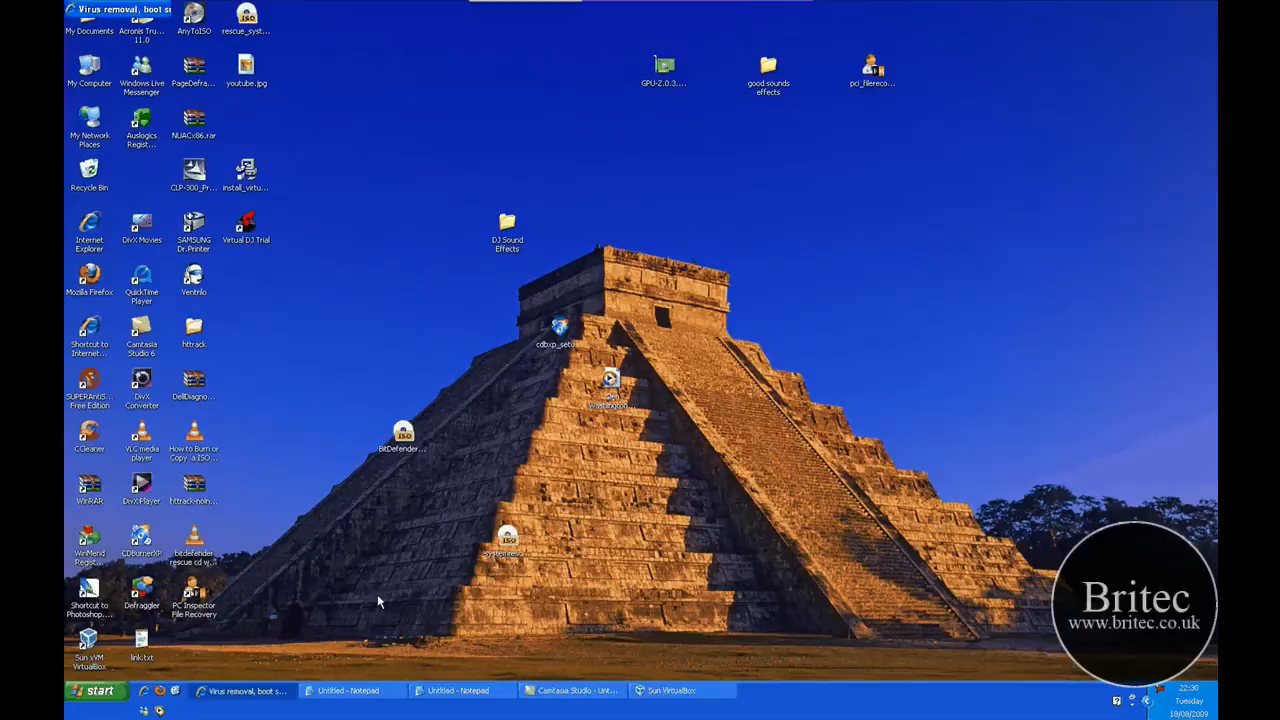 Virus removal, boot s
My Documents
Acronis Tru...
11.0
AnyToISO
rescue_syst...
My Computer
Windows Live
Messenger
PageDefra...
youtube.jpg
GPU-Z.0.3....
good sounds
effects
pci_filereco...
My Network
Places
Auslogics
Regist...
NUACx86.rar
Recycle Bin
CLP-300_Pr...
install_virtu...
Internet
Explorer
DivX Movies
SAMSUNG
Dr.Printer
Virtual DJ Trial
DJ Sound
Effects
Mozilla Firefox
QuickTime
Player
Ventrilo
Shortcut to
Internet...
Camtasia
Studio 6
httrack
cdbxp_setu
SUPERAntiS...
Free Edition
DivX
Converter
DellDiagno...
Washington...
CCleaner
VLC media
player
How to Burn or
Copy a ISO...
BitDefender...
WinRAR
DivX Player
httrack-noin...
WinMend
Regist...
CDBurnerXP
bitdefender
rescue cd w...
ISO
Shortcut to
Photoshop...
Defraggler
PC Inspector
File Recovery
Sun xVM
VirtualBox
link.txt
Britec
www.britec.co.uk
start
Virus removal, boot s...
Untitled - Notepad
Untitled - Notepad
Camtasia Studio - Unt...
Sun VirtualBox
22:30
Tuesday
18/08/2009